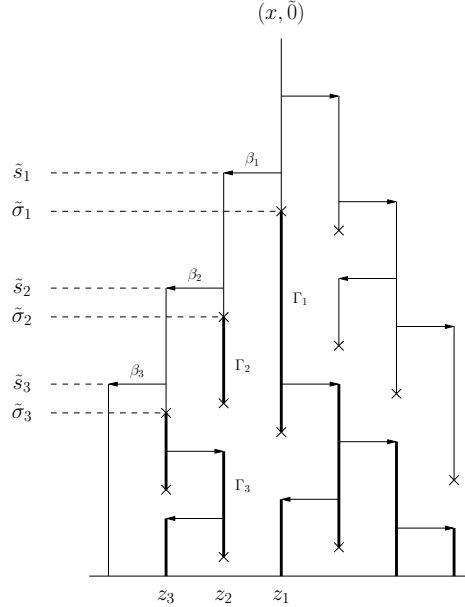 (x, 0̃)
β₁
s̃₁
σ̃₁
β₂
s̃₂
Γ₁
σ̃₂
β₃
Γ₂
s̃₃
σ̃₃
Γ₃
z₃ z₂ z₁